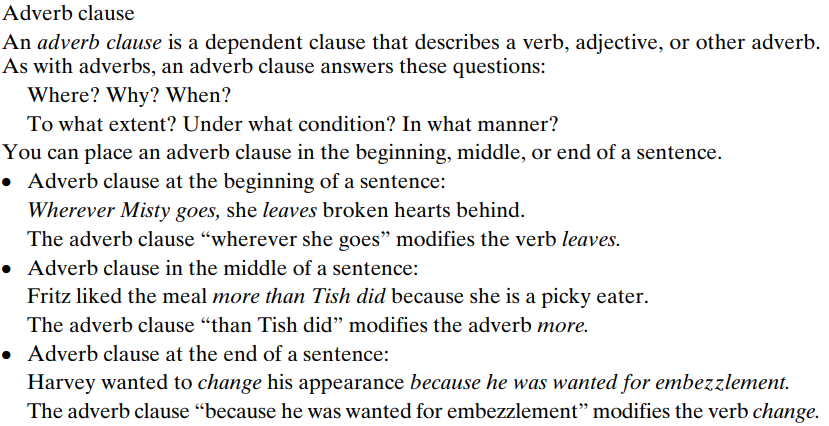 Adverb clause
An adverb clause is a dependent clause that describes a verb, adjective, or other adverb.
As with adverbs, an adverb clause answers these questions:
Where? Why? When?
To what extent? Under what condition? In what manner?
You can place an adverb clause in the beginning, middle, or end of a sentence.
• Adverb clause at the beginning of a sentence:
Wherever Misty goes, she leaves broken hearts behind.
The adverb clause “wherever she goes” modifies the verb leaves.
• Adverb clause in the middle of a sentence:
Fritz liked the meal more than Tish did because she is a picky eater.
The adverb clause “than Tish did” modifies the adverb more.
• Adverb clause at the end of a sentence:
Harvey wanted to change his appearance because he was wanted for embezzlement.
The adverb clause “because he was wanted for embezzlement” modifies the verb change.